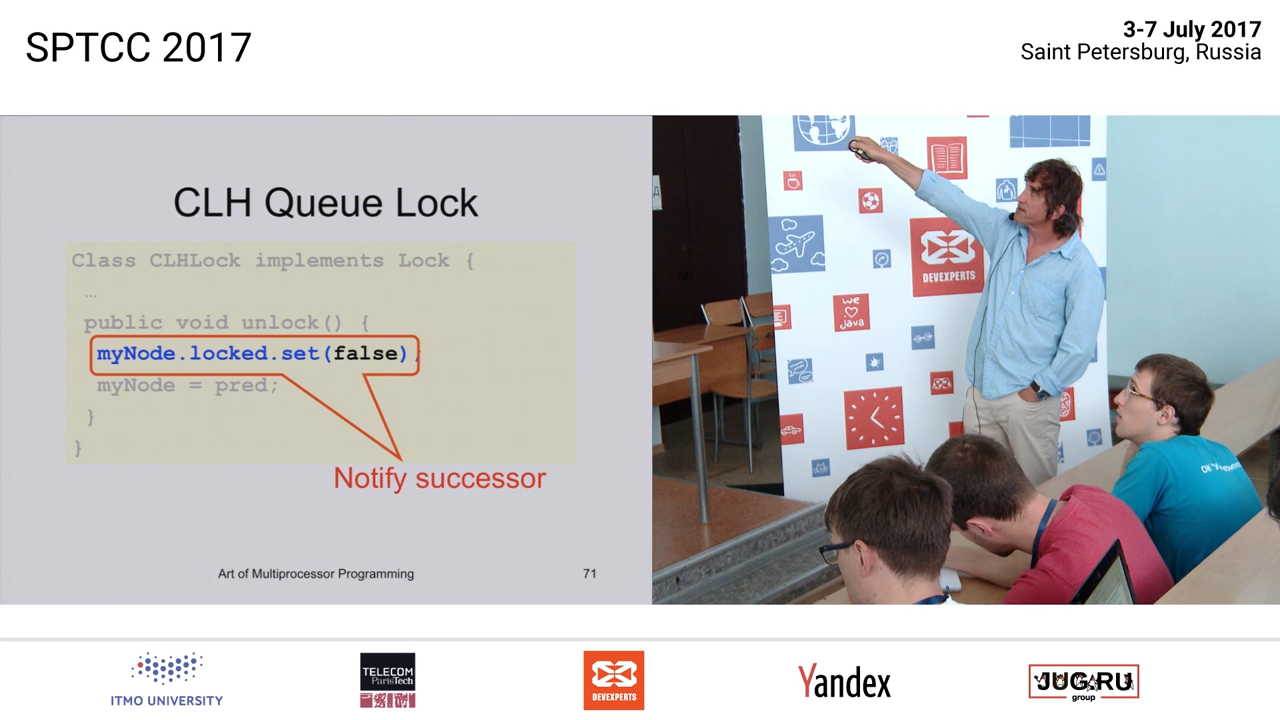 SPTCC 2017
3-7 July 2017
Saint Petersburg, Russia
CLH Queue Lock
Class CLHLock implements Lock {
…
public void unlock() {
myNode.locked.set(false);
myNode = pred;
}
}
Notify successor
Art of Multiprocessor Programming
71
DEVEXPERTS
we
java
ITMO UNIVERSITY
TELECOM
ParisTech
DEVEXPERTS
Yandex
JUG.RU
group